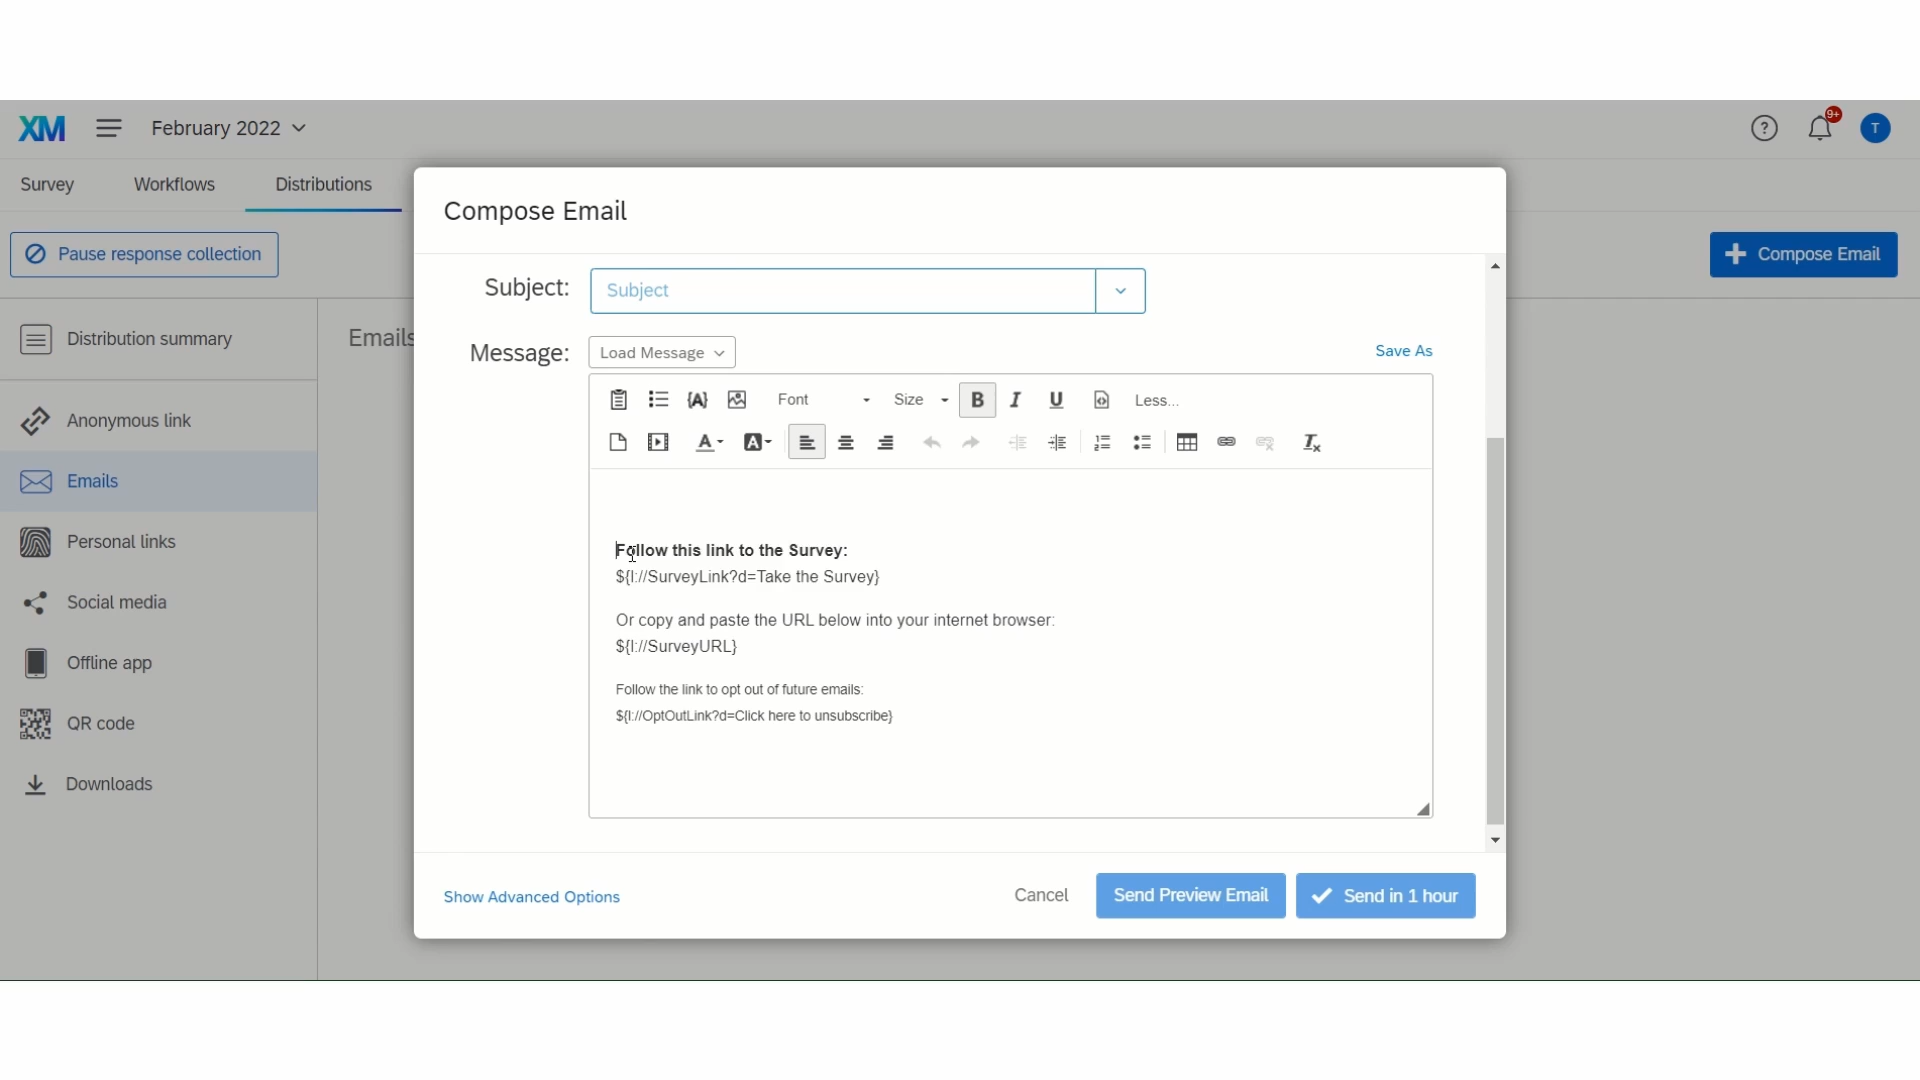 XM
February 2022
9+
T
Survey
Workflows
Distributions
Pause response collection
Compose Email
Distribution summary
Anonymous link
Emails
Personal links
Social media
Offline app
QR code
Downloads
Emails
Compose Email
Subject:
Subject
Message:
Load Message
Save As
Font
Size
B
I
U
Less...
Follow this link to the Survey:
${l://SurveyLink?d=Take the Survey}
Or copy and paste the URL below into your internet browser:
${l://SurveyURL}
Follow the link to opt out of future emails:
${l://OptOutLink?d=Click here to unsubscribe}
Show Advanced Options
Cancel
Send Preview Email
Send in 1 hour